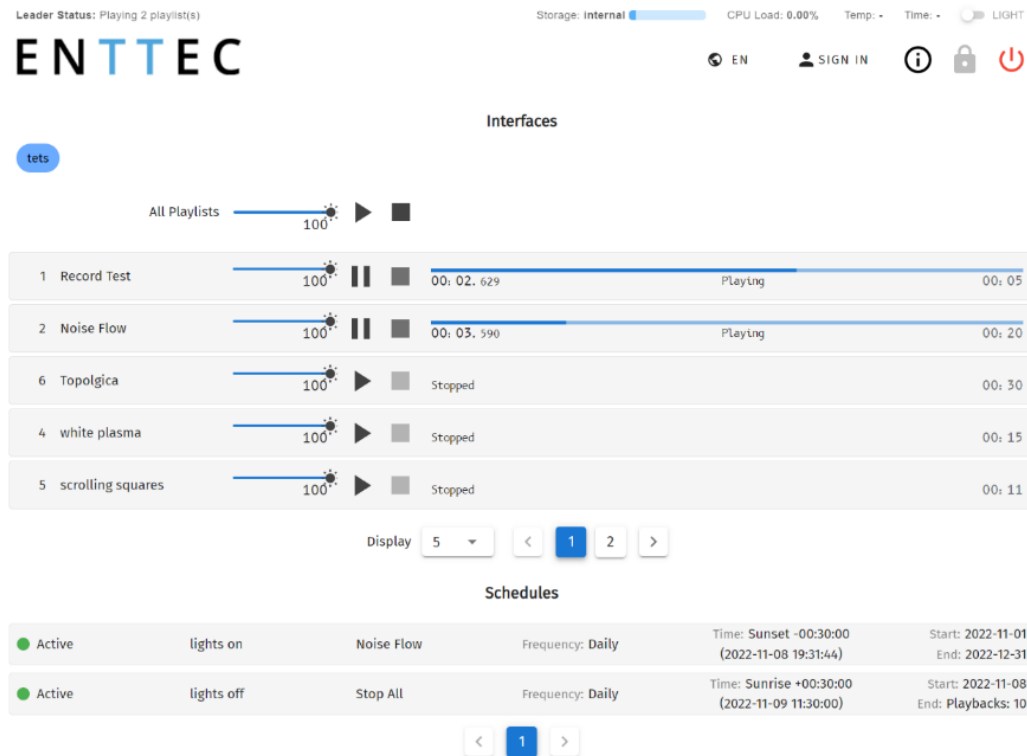 Leader Status: Playing 2 playlist(s) Storage: internal CPU Load: 0.00% Temp: - Time: - LIGHT
ENTTEC EN SIGN IN
Interfaces
tets
All Playlists 100
1 Record Test 100 00: 02. 629 Playing 00: 05
2 Noise Flow 100 00: 03. 590 Playing 00: 20
6 Topolgica 100 Stopped 00: 30
4 white plasma 100 Stopped 00: 15
5 scrolling squares 100 Stopped 00: 11
Display 5 < 1 2 >
Schedules
Active lights on Noise Flow Frequency: Daily Time: Sunset -00:30:00 Start: 2022-11-01
(2022-11-08 19:31:44) End: 2022-12-31
Active lights off Stop All Frequency: Daily Time: Sunrise +00:30:00 Start: 2022-11-08
(2022-11-09 11:30:00) End: Playbacks: 10
< 1 >